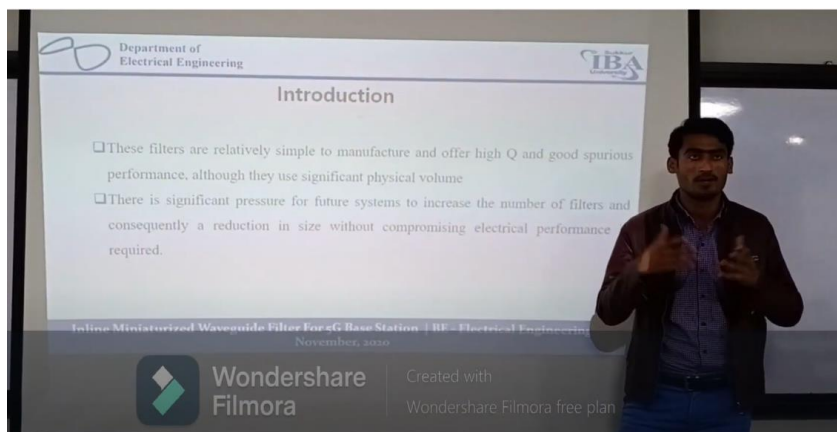 Department of
Electrical Engineering
IBA
University
Introduction
These filters are relatively simple to manufacture and offer high Q and good spurious
performance, although they use significant physical volume
There is significant pressure for future systems to increase the number of filters and
consequently a reduction in size without compromising electrical performance
required.
Inline Miniaturized Waveguide Filter For 5G Base Station | BE - Electrical Engineering
November, 2020
Wondershare
Filmora
Created with
Wondershare Filmora free plan